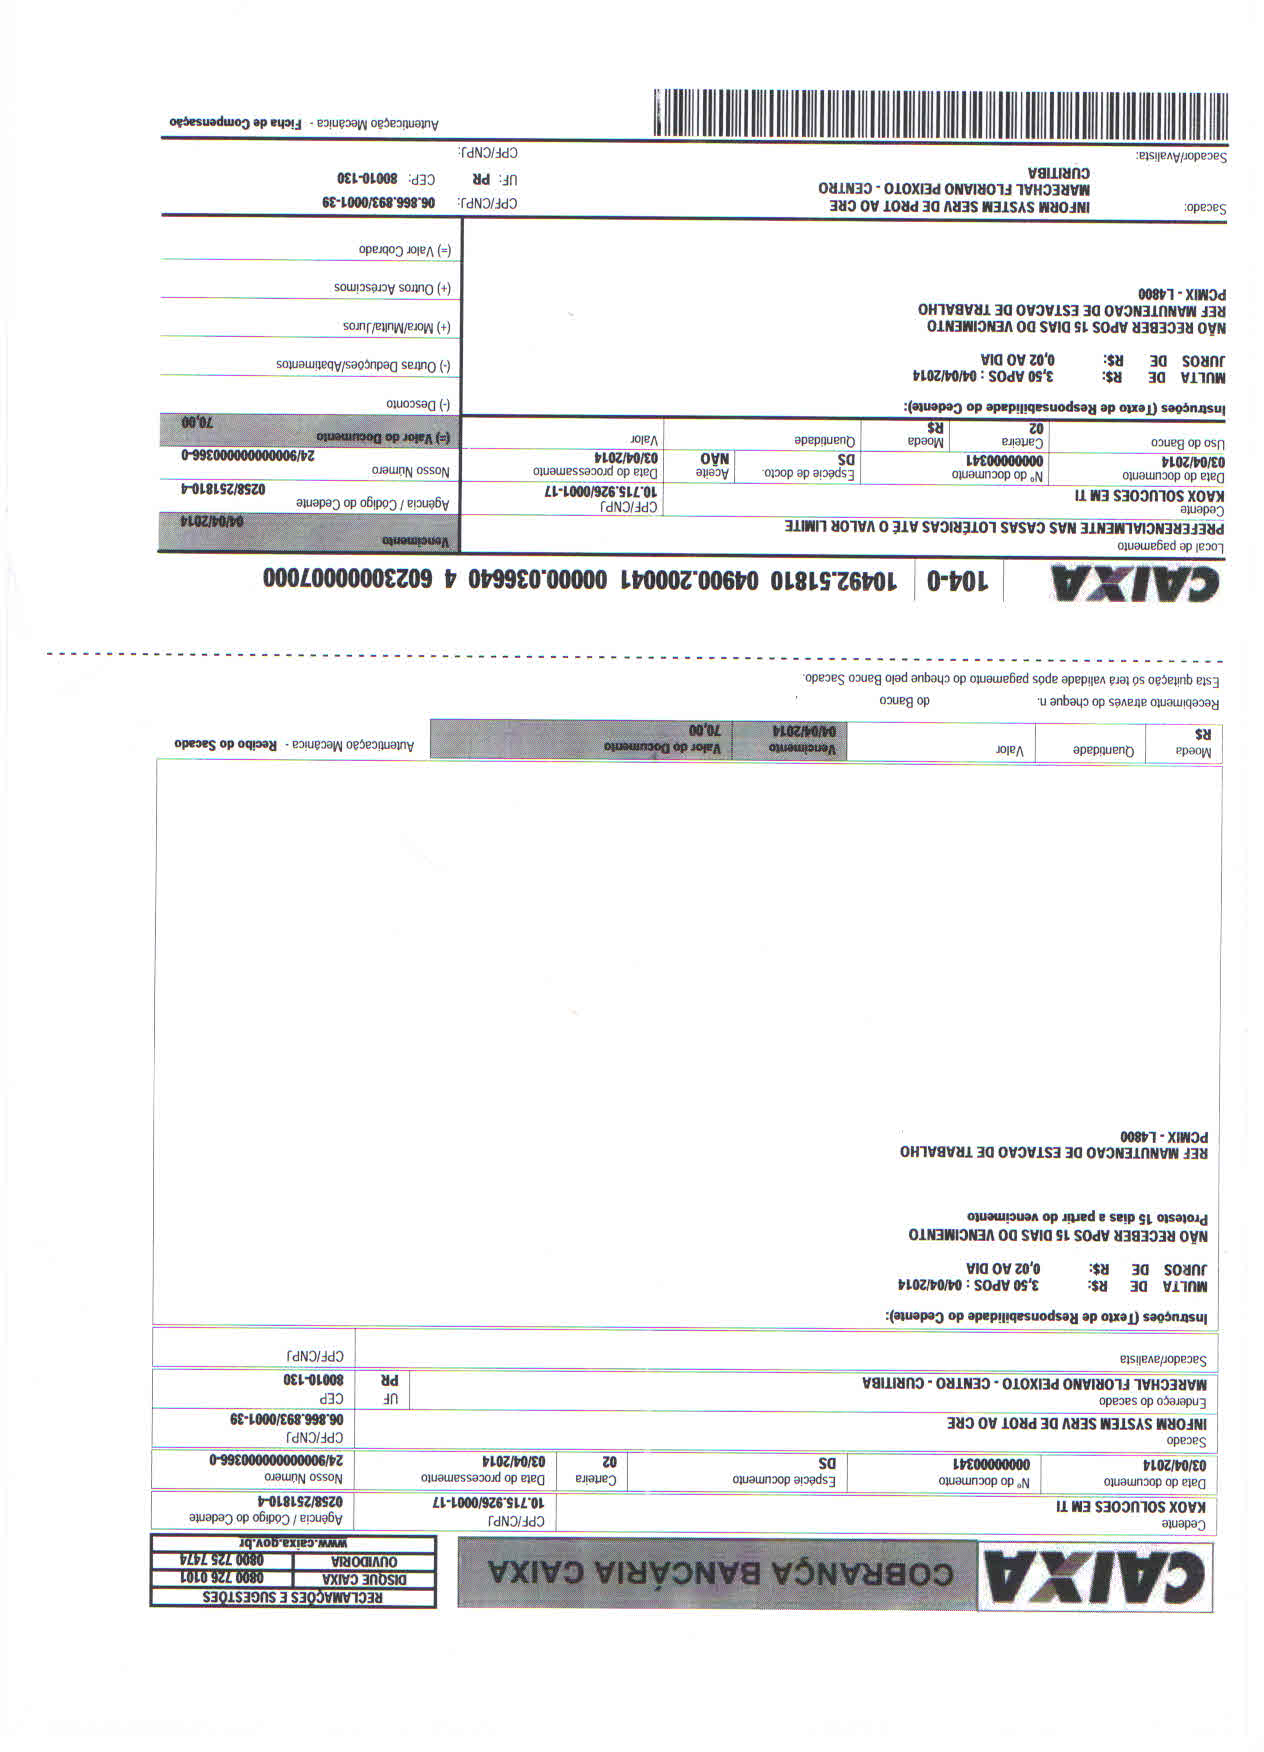 CAIXA COBRANÇA BANCÁRIA CAIXA
RECLAMAÇÕES E SUGESTÕES
DISQUE CAIXA 0800 726 0101
OUVIDORIA 0800 725 7474
www.caixa.gov.br
Cedente CPF/CNPJ Agência / Código do Cedente
KAOX SOLUCOES EM TI 10.715.926/0001-17 0258/251810-4
Data do documento Nº do documento Espécie documento Carteira Data do processamento Nosso Número
03/04/2014 00000000341 DS 02 03/04/2014 24/900000000000366-0
Sacado CPF/CNPJ
INFORM SYSTEM SERV DE PROT AO CRE 06.866.893/0001-39
Endereço do sacado UF CEP
MARECHAL FLORIANO PEIXOTO - CENTRO - CURITIBA PR 80010-130
Sacador/avalista CPF/CNPJ
Instruções (Texto de Responsabilidade do Cedente):
MULTA DE R$: 3,50 APOS : 04/04/2014
JUROS DE R$: 0,02 AO DIA
NÃO RECEBER APOS 15 DIAS DO VENCIMENTO
Protesto 15 dias a partir do vencimento
REF MANUTENCAO DE ESTACAO DE TRABALHO
PCMIX - L4800
Moeda Quantidade Valor Vencimento Valor do Documento Autenticação Mecânica - Recibo do Sacado
R$ 04/04/2014 70,00
Recebimento através do cheque n. do Banco .
Esta quitação só terá validade após pagamento do cheque pelo Banco Sacado.
CAIXA 104-0 10492.51810 04900.200041 00000.036640 4 60230000007000
Local de pagamento Vencimento
PREFERENCIALMENTE NAS CASAS LOTÉRICAS ATÉ O VALOR LIMITE 04/04/2014
Cedente CPF/CNPJ Agência / Código do Cedente
KAOX SOLUCOES EM TI 10.715.926/0001-17 0258/251810-4
Data do documento Nº do documento Espécie de docto. Aceite Data do processamento Nosso Número
03/04/2014 00000000341 DS NÃO 03/04/2014 24/900000000000366-0
Uso do Banco Carteira Moeda Quantidade Valor (=) Valor do Documento
02 R$ 70,00
Instruções (Texto de Responsabilidade do Cedente):
(-) Desconto
MULTA DE R$: 3,50 APOS : 04/04/2014
JUROS DE R$: 0,02 AO DIA
(-) Outras Deduções/Abatimentos
NÃO RECEBER APOS 15 DIAS DO VENCIMENTO
(+) Mora/Multa/Juros
REF MANUTENCAO DE ESTACAO DE TRABALHO
PCMIX - L4800
(+) Outros Acréscimos
(=) Valor Cobrado
Sacado: INFORM SYSTEM SERV DE PROT AO CRE CPF/CNPJ: 06.866.893/0001-39
MARECHAL FLORIANO PEIXOTO - CENTRO UF: PR CEP: 80010-130
CURITIBA
Sacador/Avalista: CPF/CNPJ:
Autenticação Mecânica - Ficha de Compensação